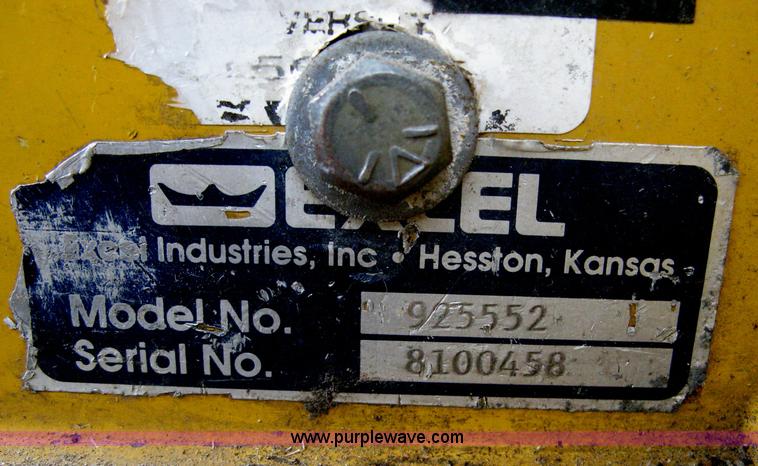 EXCEL
Excel Industries, Inc • Hesston, Kansas
Model No. 925552
Serial No. 8100458
www.purplewave.com